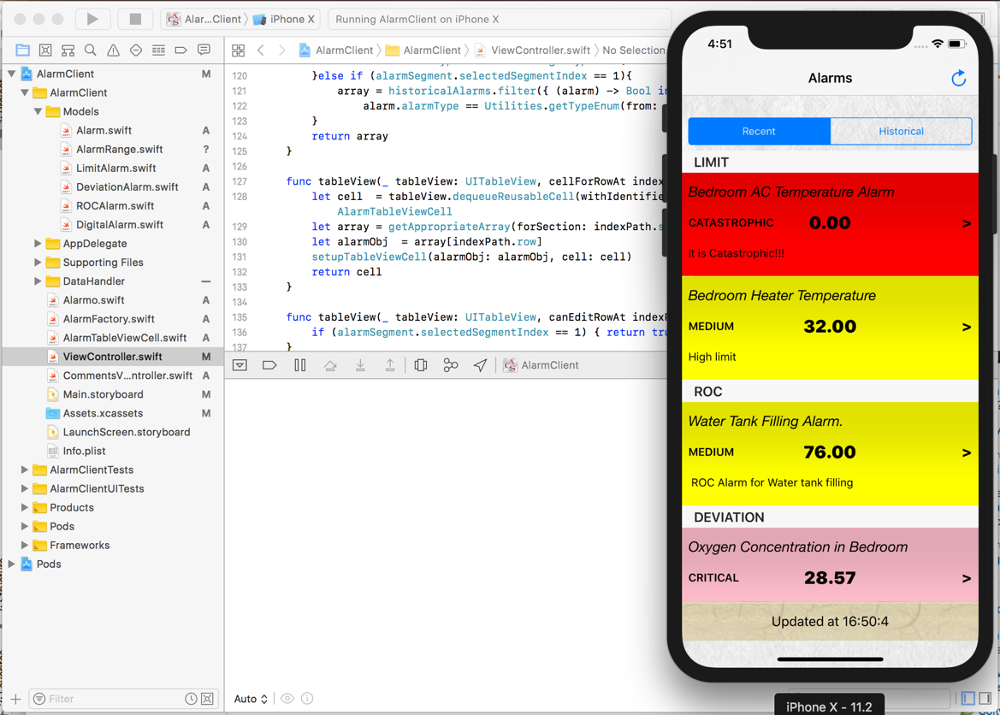 Alar...Client 〉 iPhone X
Running AlarmClient on iPhone X
AlarmClient 〉 AlarmClient 〉 ViewController.swift 〉 No Selection
AlarmClient M
AlarmClient
Models
Alarm.swift A
AlarmRange.swift ?
LimitAlarm.swift A
DeviationAlarm.swift A
ROCAlarm.swift A
DigitalAlarm.swift A
AppDelegate
Supporting Files
DataHandler —
Alarmo.swift A
AlarmFactory.swift A
AlarmTableViewCell.swift A
ViewController.swift M
CommentsV...ntroller.swift A
Main.storyboard M
Assets.xcassets M
LaunchScreen.storyboard
Info.plist
AlarmClientTests
AlarmClientUITests
Products
Pods
Frameworks
Pods
Filter
120 }else if (alarmSegment.selectedSegmentIndex == 1){
121 array = historicalAlarms.filter({ (alarm) -> Bool in
122 alarm.alarmType == Utilities.getTypeEnum(from:
123 }
124 return array
125 }
126
127 func tableView(_ tableView: UITableView, cellForRowAt index
128 let cell = tableView.dequeueReusableCell(withIdentifie
AlarmTableViewCell
129 let array = getAppropriateArray(forSection: indexPath.s
130 let alarmObj = array[indexPath.row]
131 setupTableViewCell(alarmObj: alarmObj, cell: cell)
132 return cell
133 }
134
135 func tableView(_ tableView: UITableView, canEditRowAt index
136 if (alarmSegment.selectedSegmentIndex == 1) { return tru
137 }
AlarmClient
Auto
4:51
Alarms
Recent Historical
LIMIT
Bedroom AC Temperature Alarm
CATASTROPHIC 0.00 >
It is Catastrophic!!!
Bedroom Heater Temperature
MEDIUM 32.00 >
High limit
ROC
Water Tank Filling Alarm.
MEDIUM 76.00 >
ROC Alarm for Water tank filling
DEVIATION
Oxygen Concentration in Bedroom
CRITICAL 28.57 >
Updated at 16:50:4
iPhone X - 11.2